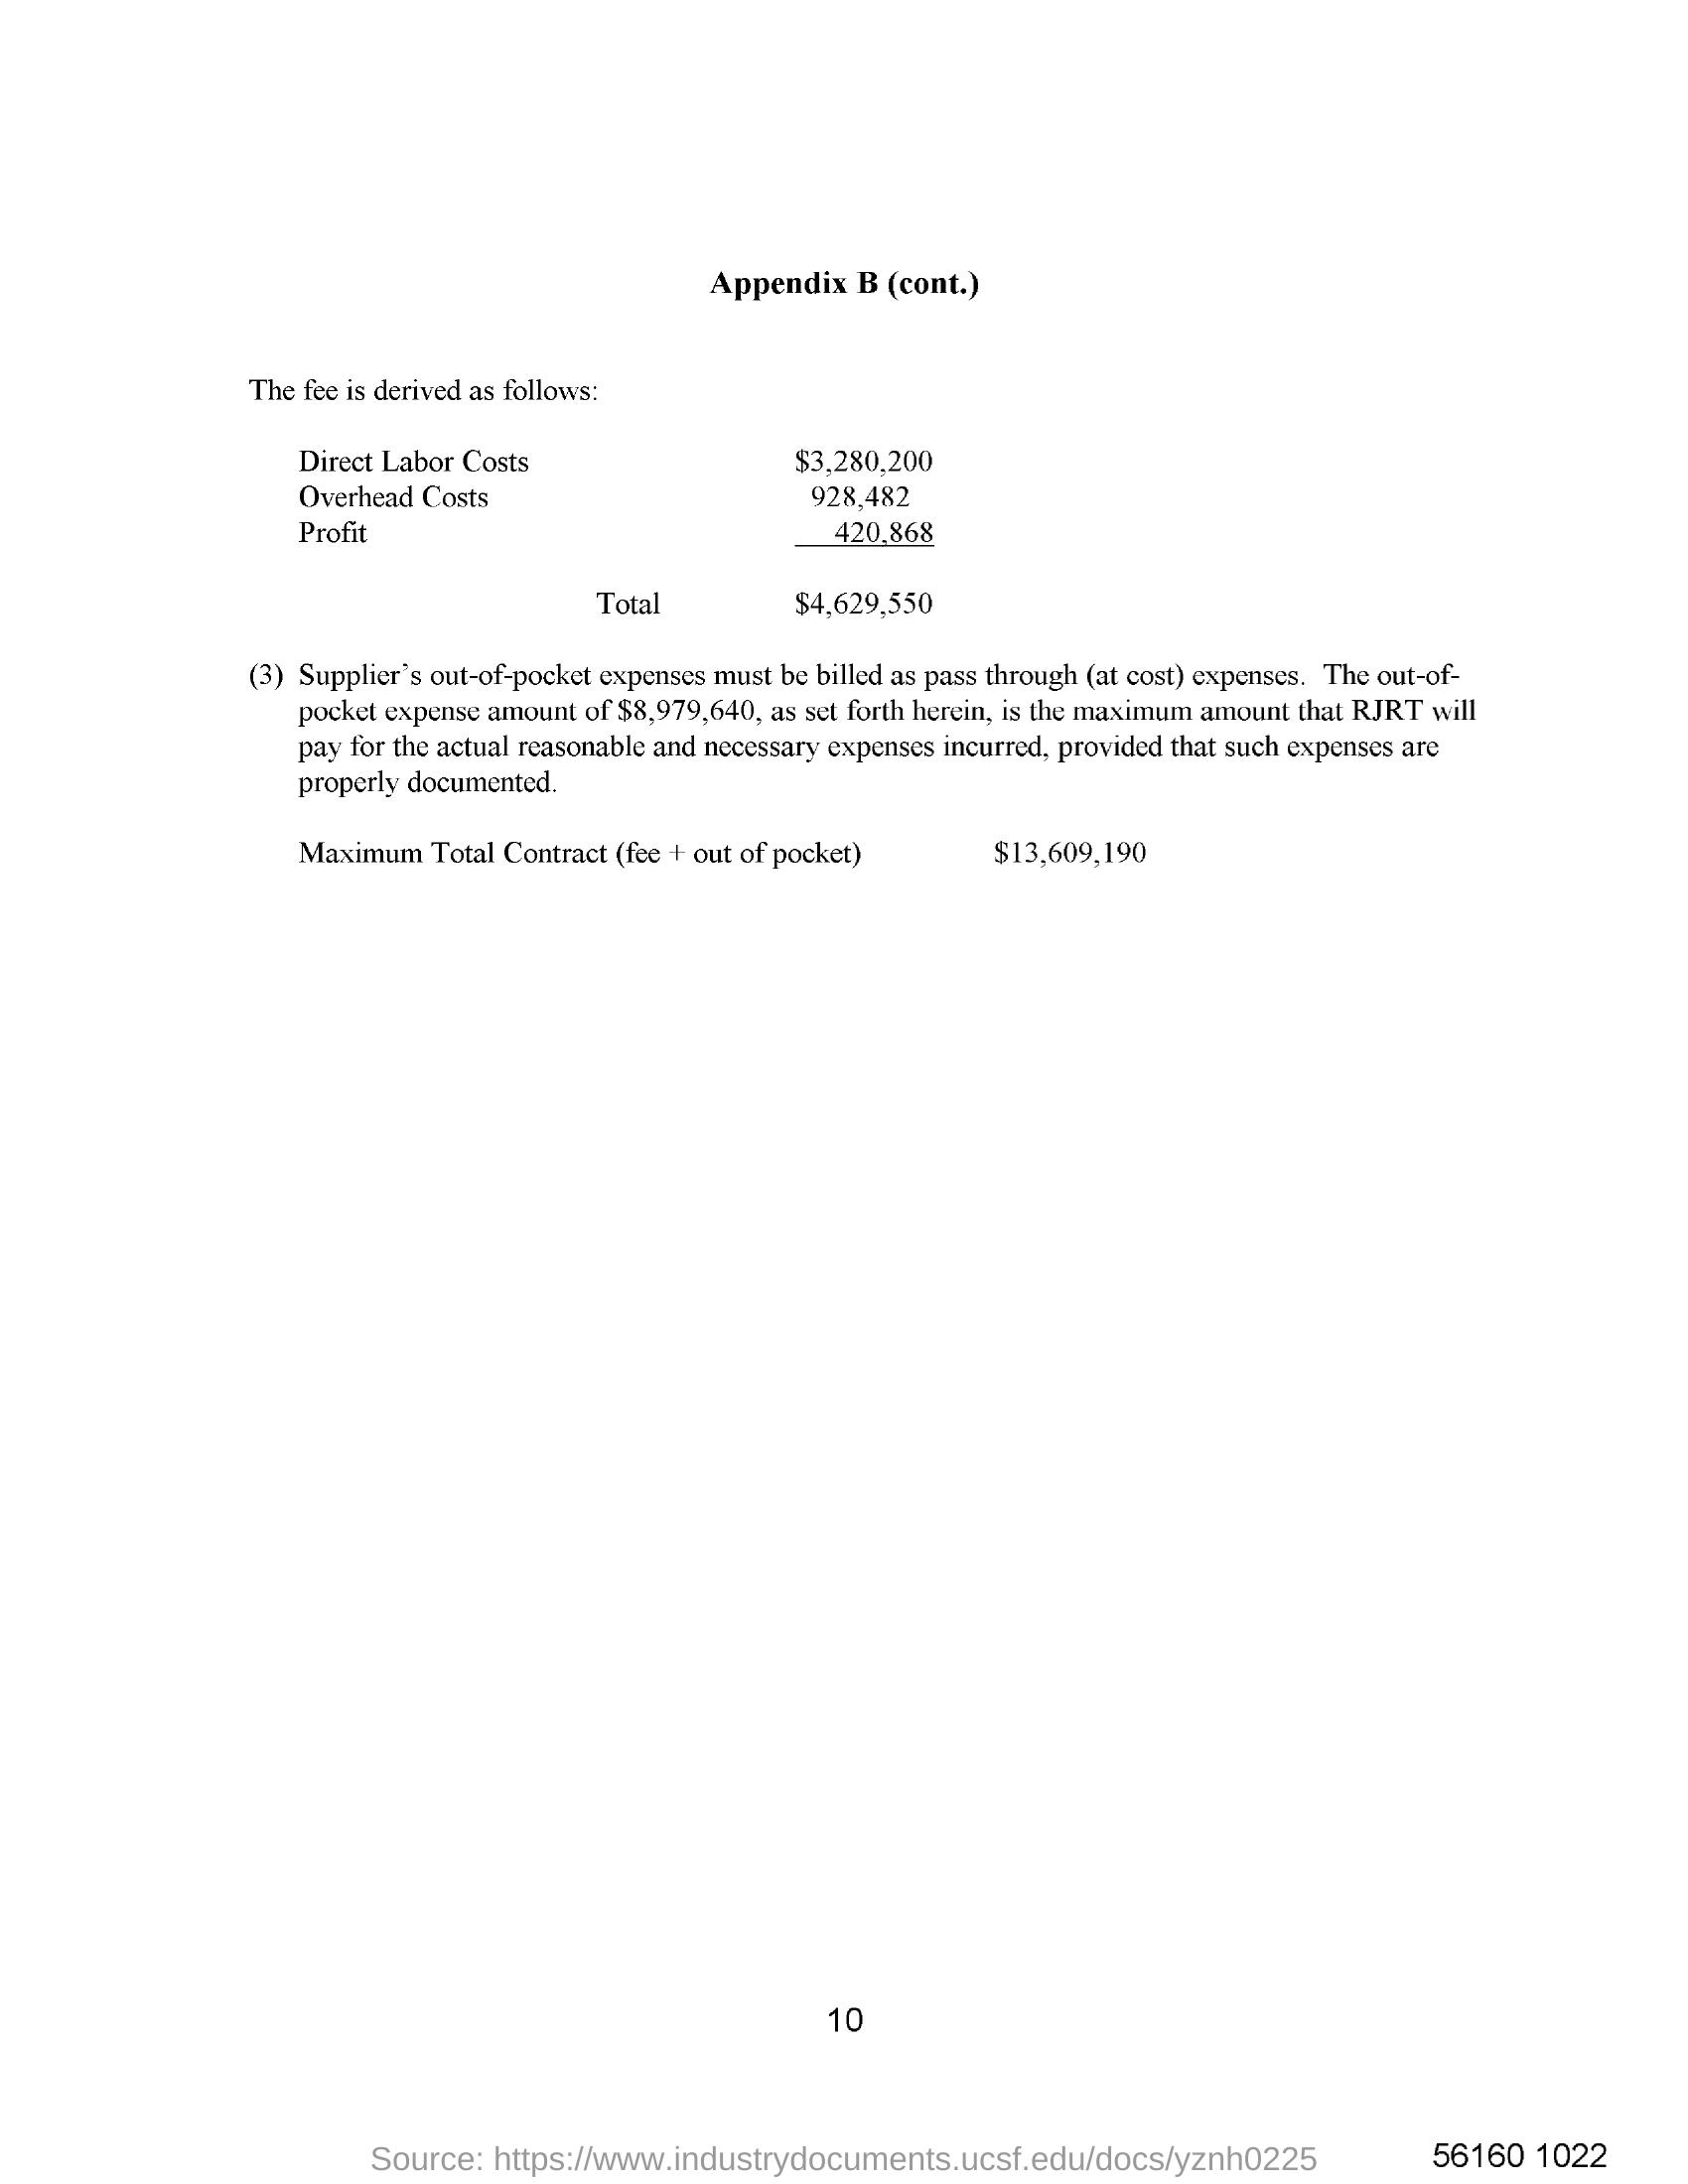 Appendix B (cont.)
The fee is derived as follows:
Direct Labor Costs $3,280,200
Overhead Costs 928,482
Profit 420,868
Total $4,629,550
(3) Supplier's out-of-pocket expenses must be billed as pass through (at cost) expenses. The out-of-
pocket expense amount of $8,979,640, as set forth herein, is the maximum amount that RJRT will
pay for the actual reasonable and necessary expenses incurred, provided that such expenses are
properly documented.
Maximum Total Contract (fee + out of pocket) $13,609,190
10
Source: https://www.industrydocuments.ucsf.edu/docs/yznh0225
56160 1022